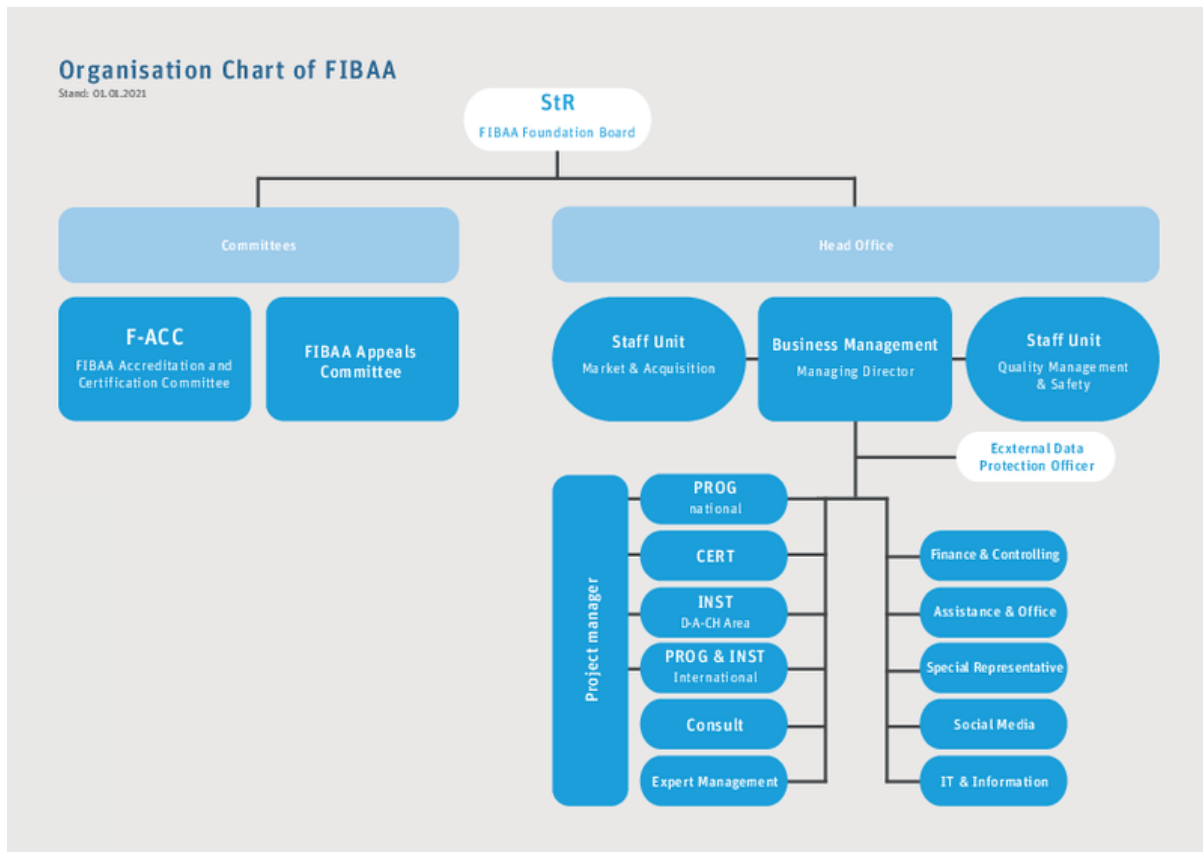 Organisation Chart of FIBAA
Stand: 01.01.2021
StR
FIBAA Foundation Board
Committees
Head Office
F-ACC
FIBAA Accreditation and
Certification Committee
FIBAA Appeals
Committee
Staff Unit
Market & Acquisition
Business Management
Managing Director
Staff Unit
Quality Management
& Safety
Ecxternal Data
Protection Officer
Project manager
PROG
national
CERT
INST
D-A-CH Area
PROG & INST
International
Consult
Expert Management
Finance & Controlling
Assistance & Office
Special Representative
Social Media
IT & Information